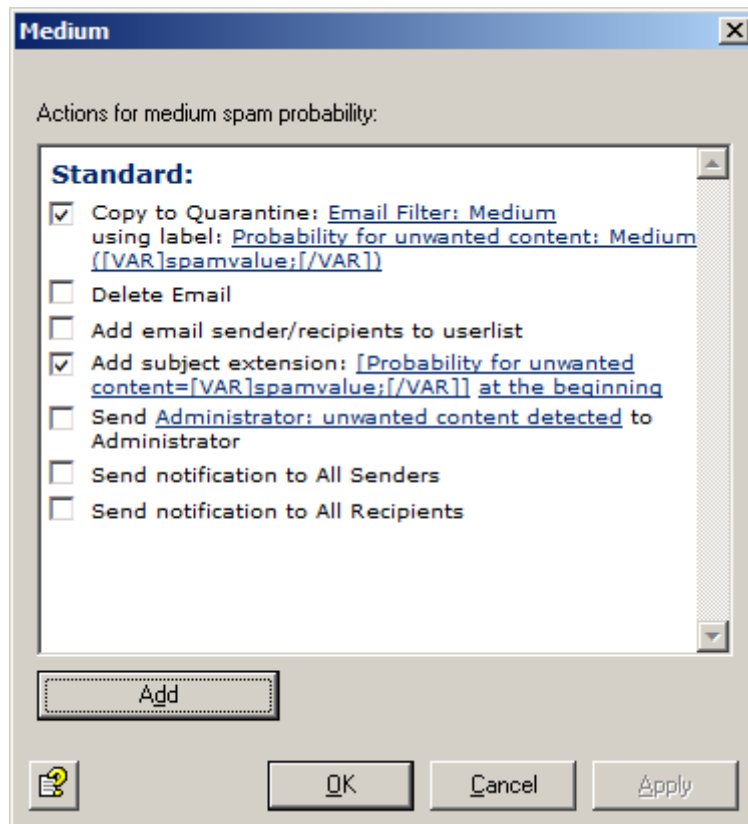 Medium
Actions for medium spam probability:
Standard:
Copy to Quarantine: Email Filter: Medium
using label: Probability for unwanted content: Medium
([VAR]spamvalue;[/VAR])
Delete Email
Add email sender/recipients to userlist
Add subject extension: [Probability for unwanted
content=[VAR]spamvalue;[/VAR]] at the beginning
Send Administrator: unwanted content detected to
Administrator
Send notification to All Senders
Send notification to All Recipients
Add
OK Cancel Apply